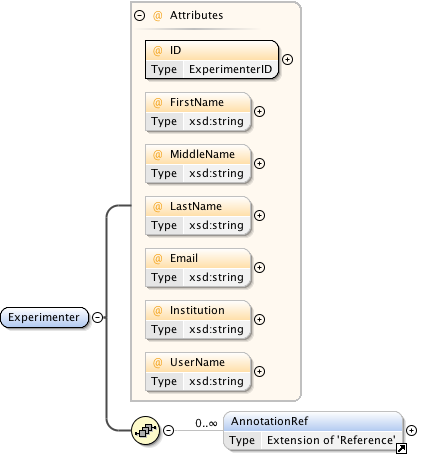 Attributes
@ ID
Type ExperimenterID
@ FirstName
Type xsd:string
@ MiddleName
Type xsd:string
@ LastName
Type xsd:string
@ Email
Type xsd:string
@ Institution
Type xsd:string
@ UserName
Type xsd:string
Experimenter
0..∞
AnnotationRef
Type Extension of 'Reference'